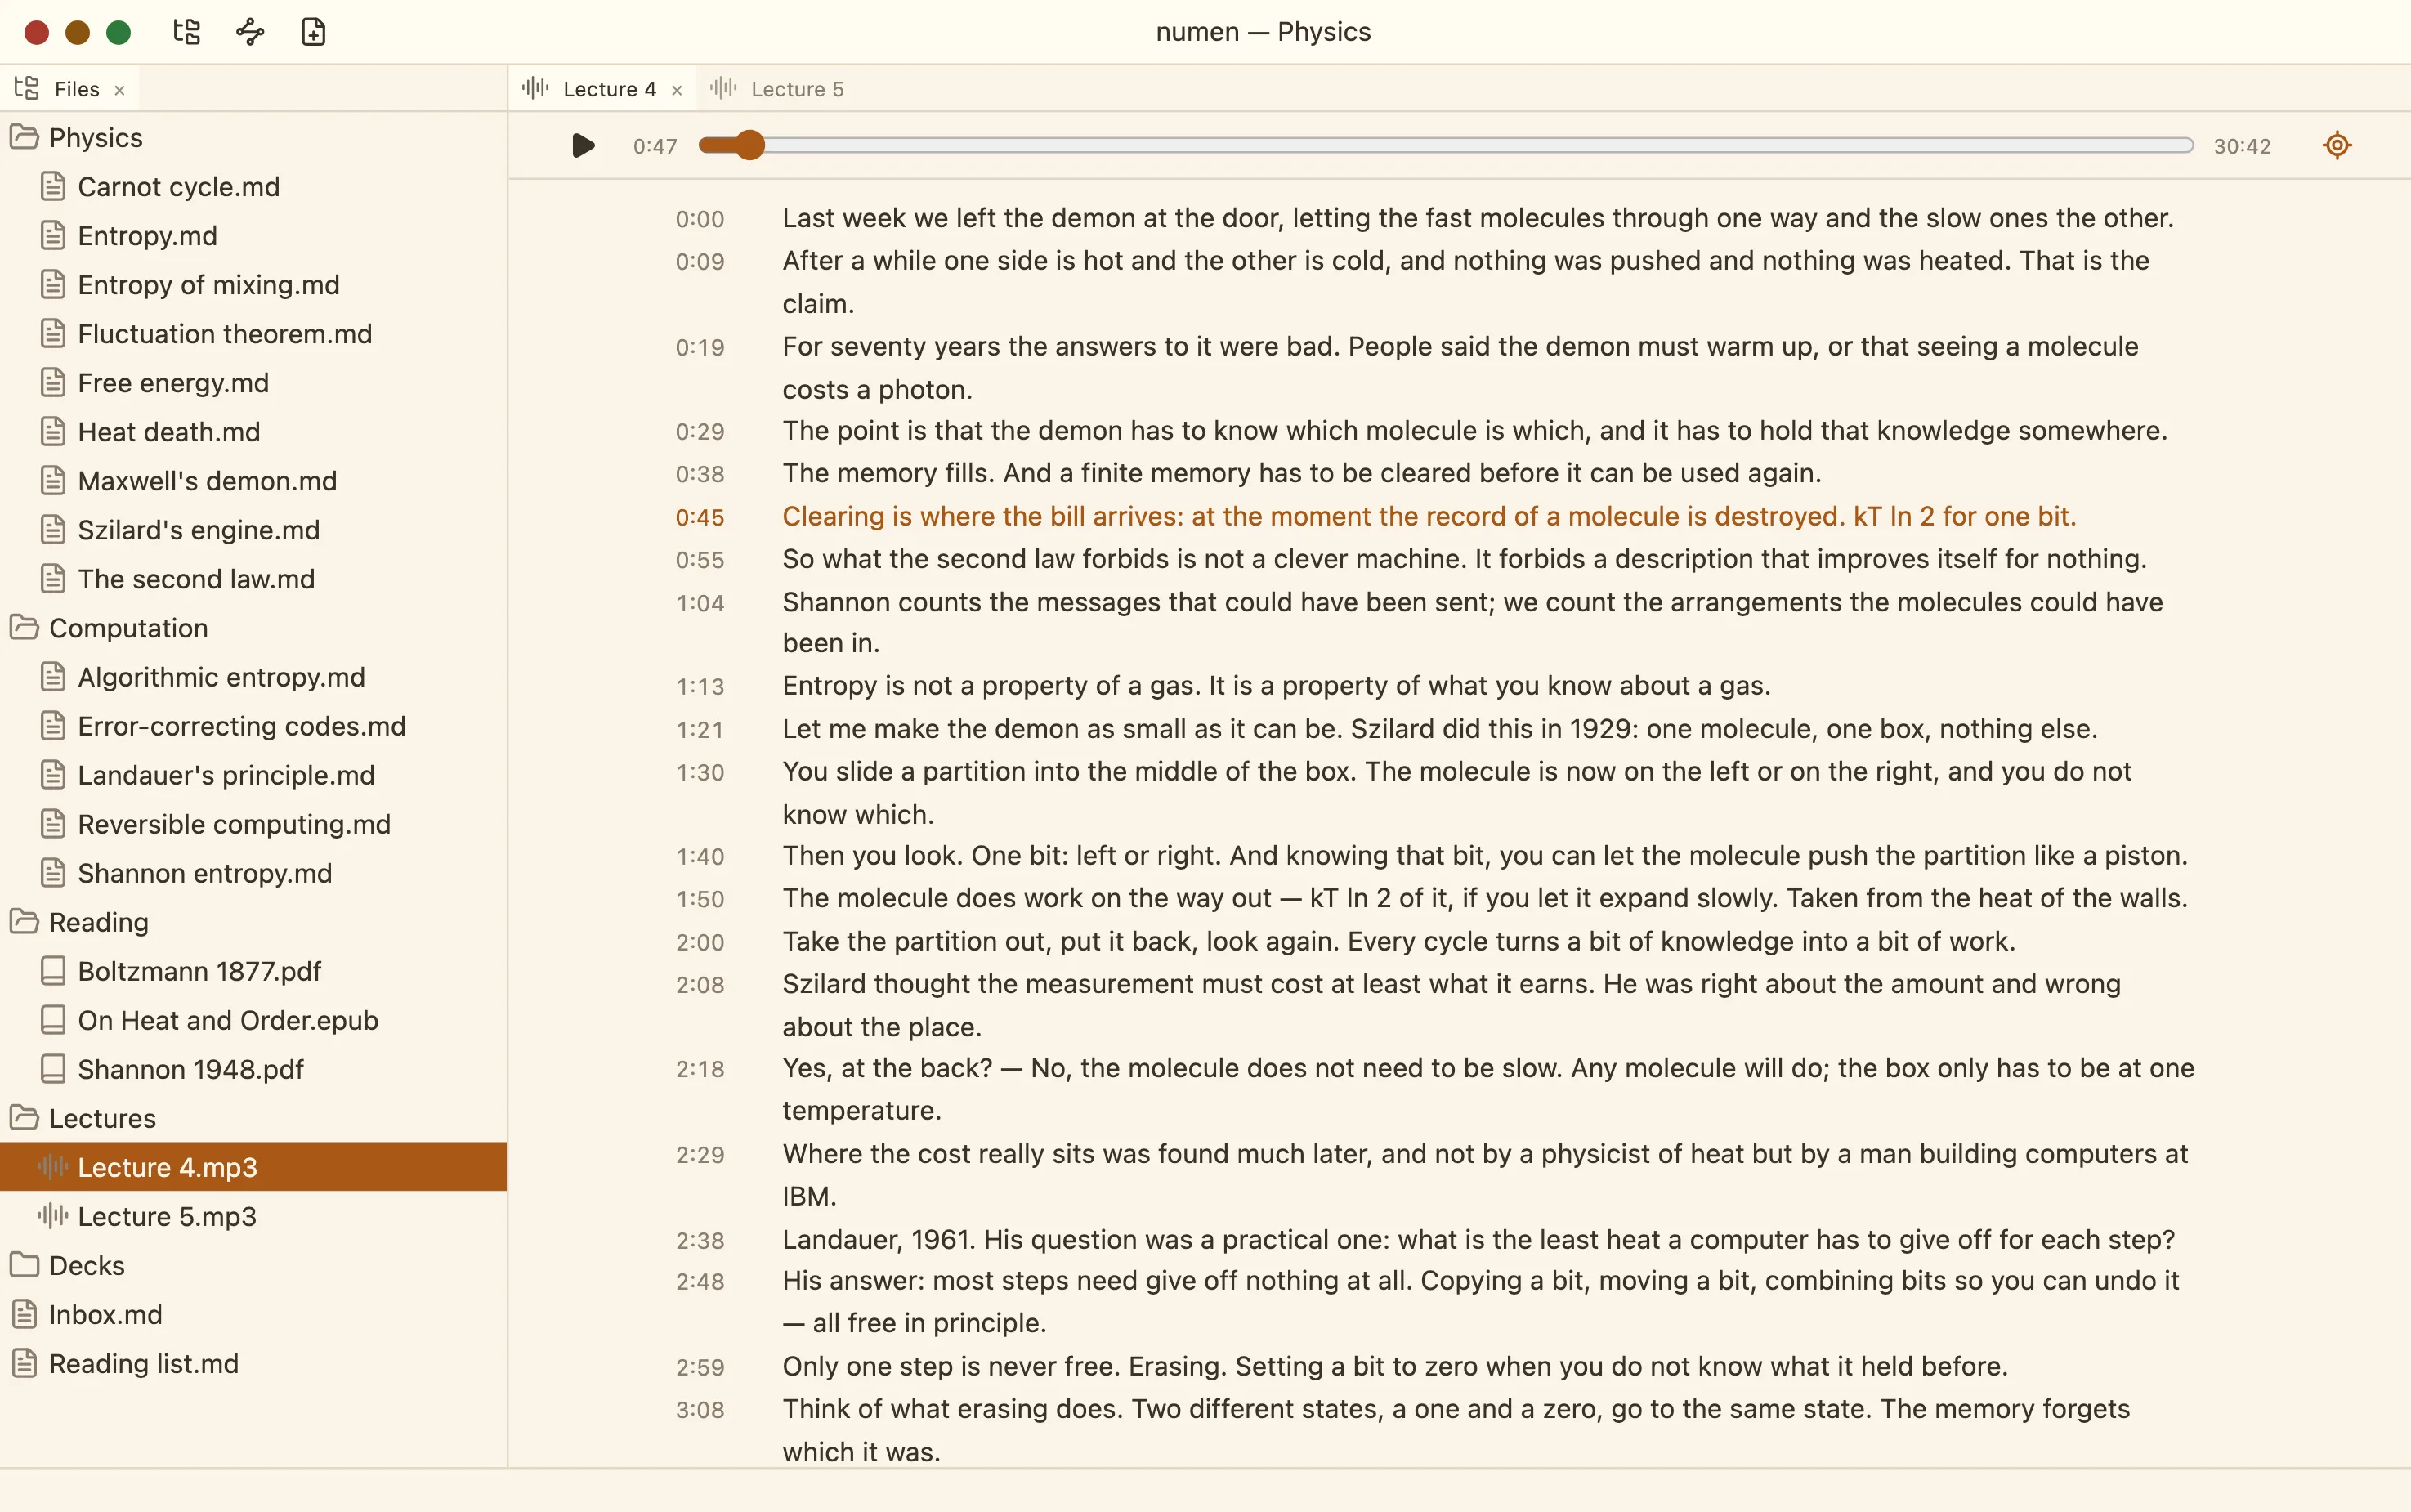 numen — Physics
Files ×
Lecture 4 ×
Lecture 5
Physics
Carnot cycle.md
Entropy.md
Entropy of mixing.md
Fluctuation theorem.md
Free energy.md
Heat death.md
Maxwell's demon.md
Szilard's engine.md
The second law.md
Computation
Algorithmic entropy.md
Error-correcting codes.md
Landauer's principle.md
Reversible computing.md
Shannon entropy.md
Reading
Boltzmann 1877.pdf
On Heat and Order.epub
Shannon 1948.pdf
Lectures
Lecture 4.mp3
Lecture 5.mp3
Decks
Inbox.md
Reading list.md
0:47 30:42
0:00 Last week we left the demon at the door, letting the fast molecules through one way and the slow ones the other.
0:09 After a while one side is hot and the other is cold, and nothing was pushed and nothing was heated. That is the
claim.
0:19 For seventy years the answers to it were bad. People said the demon must warm up, or that seeing a molecule
costs a photon.
0:29 The point is that the demon has to know which molecule is which, and it has to hold that knowledge somewhere.
0:38 The memory fills. And a finite memory has to be cleared before it can be used again.
0:45 Clearing is where the bill arrives: at the moment the record of a molecule is destroyed. kT ln 2 for one bit.
0:55 So what the second law forbids is not a clever machine. It forbids a description that improves itself for nothing.
1:04 Shannon counts the messages that could have been sent; we count the arrangements the molecules could have
been in.
1:13 Entropy is not a property of a gas. It is a property of what you know about a gas.
1:21 Let me make the demon as small as it can be. Szilard did this in 1929: one molecule, one box, nothing else.
1:30 You slide a partition into the middle of the box. The molecule is now on the left or on the right, and you do not
know which.
1:40 Then you look. One bit: left or right. And knowing that bit, you can let the molecule push the partition like a piston.
1:50 The molecule does work on the way out — kT ln 2 of it, if you let it expand slowly. Taken from the heat of the walls.
2:00 Take the partition out, put it back, look again. Every cycle turns a bit of knowledge into a bit of work.
2:08 Szilard thought the measurement must cost at least what it earns. He was right about the amount and wrong
about the place.
2:18 Yes, at the back? — No, the molecule does not need to be slow. Any molecule will do; the box only has to be at one
temperature.
2:29 Where the cost really sits was found much later, and not by a physicist of heat but by a man building computers at
IBM.
2:38 Landauer, 1961. His question was a practical one: what is the least heat a computer has to give off for each step?
2:48 His answer: most steps need give off nothing at all. Copying a bit, moving a bit, combining bits so you can undo it
— all free in principle.
2:59 Only one step is never free. Erasing. Setting a bit to zero when you do not know what it held before.
3:08 Think of what erasing does. Two different states, a one and a zero, go to the same state. The memory forgets
which it was.